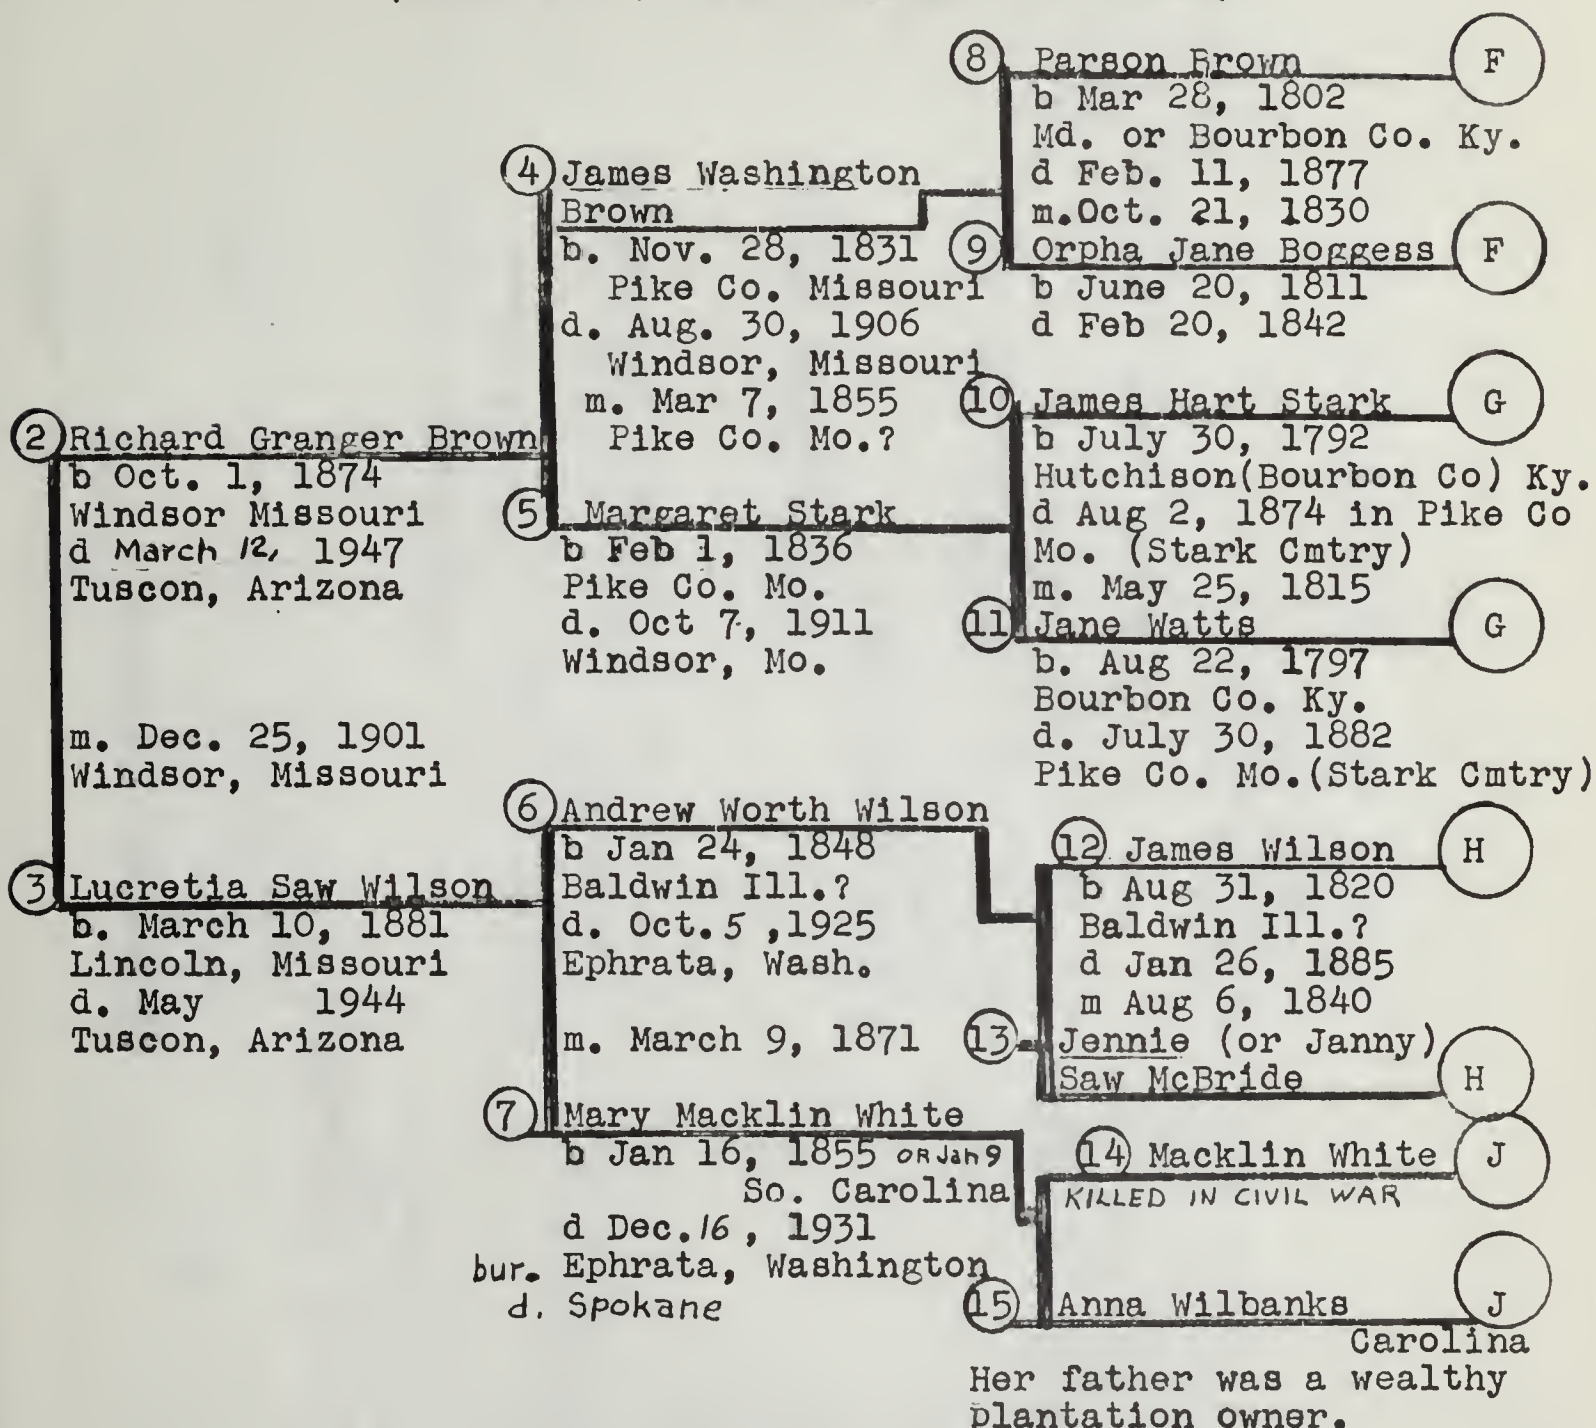 2 Richard Granger Brown
b Oct. 1, 1874
Windsor Missouri
d March 12, 1947
Tuscon, Arizona
m. Dec. 25, 1901
Windsor, Missouri
3 Lucretia Saw Wilson
b. March 10, 1881
Lincoln, Missouri
d. May 1944
Tuscon, Arizona
4 James Washington
Brown
b. Nov. 28, 1831
Pike Co. Missouri
d. Aug. 30, 1906
Windsor, Missouri
m. Mar 7, 1855
Pike Co. Mo.?
5 Margaret Stark
b Feb 1, 1836
Pike Co. Mo.
d. Oct 7, 1911
Windsor, Mo.
6 Andrew Worth Wilson
b Jan 24, 1848
Baldwin Ill.?
d. Oct. 5 ,1925
Ephrata, Wash.
m. March 9, 1871
7 Mary Macklin White
b Jan 16, 1855 OR Jan 9
So. Carolina
d Dec. 16 , 1931
bur. Ephrata, Washington
d. Spokane
8 Parson Brown F
b Mar 28, 1802
Md. or Bourbon Co. Ky.
d Feb. 11, 1877
m.Oct. 21, 1830
9 Orpha Jane Boggess F
b June 20, 1811
d Feb 20, 1842
10 James Hart Stark G
b July 30, 1792
Hutchison(Bourbon Co) Ky.
d Aug 2, 1874 in Pike Co
Mo. (Stark Cmtry)
m. May 25, 1815
11 Jane Watts G
b. Aug 22, 1797
Bourbon Co. Ky.
d. July 30, 1882
Pike Co. Mo.(Stark Cmtry)
12 James Wilson H
b Aug 31, 1820
Baldwin Ill.?
d Jan 26, 1885
m Aug 6, 1840
13 Jennie (or Janny)
Saw McBride H
14 Macklin White J
KILLED IN CIVIL WAR
15 Anna Wilbanks J
Carolina
Her father was a wealthy
plantation owner.